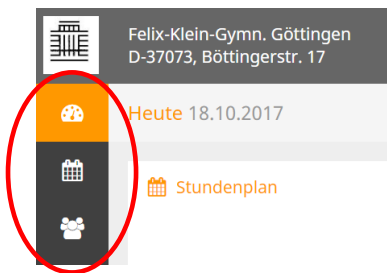 Felix-Klein-Gymn. Göttingen
D-37073, Böttingerstr. 17
Heute 18.10.2017
Stundenplan